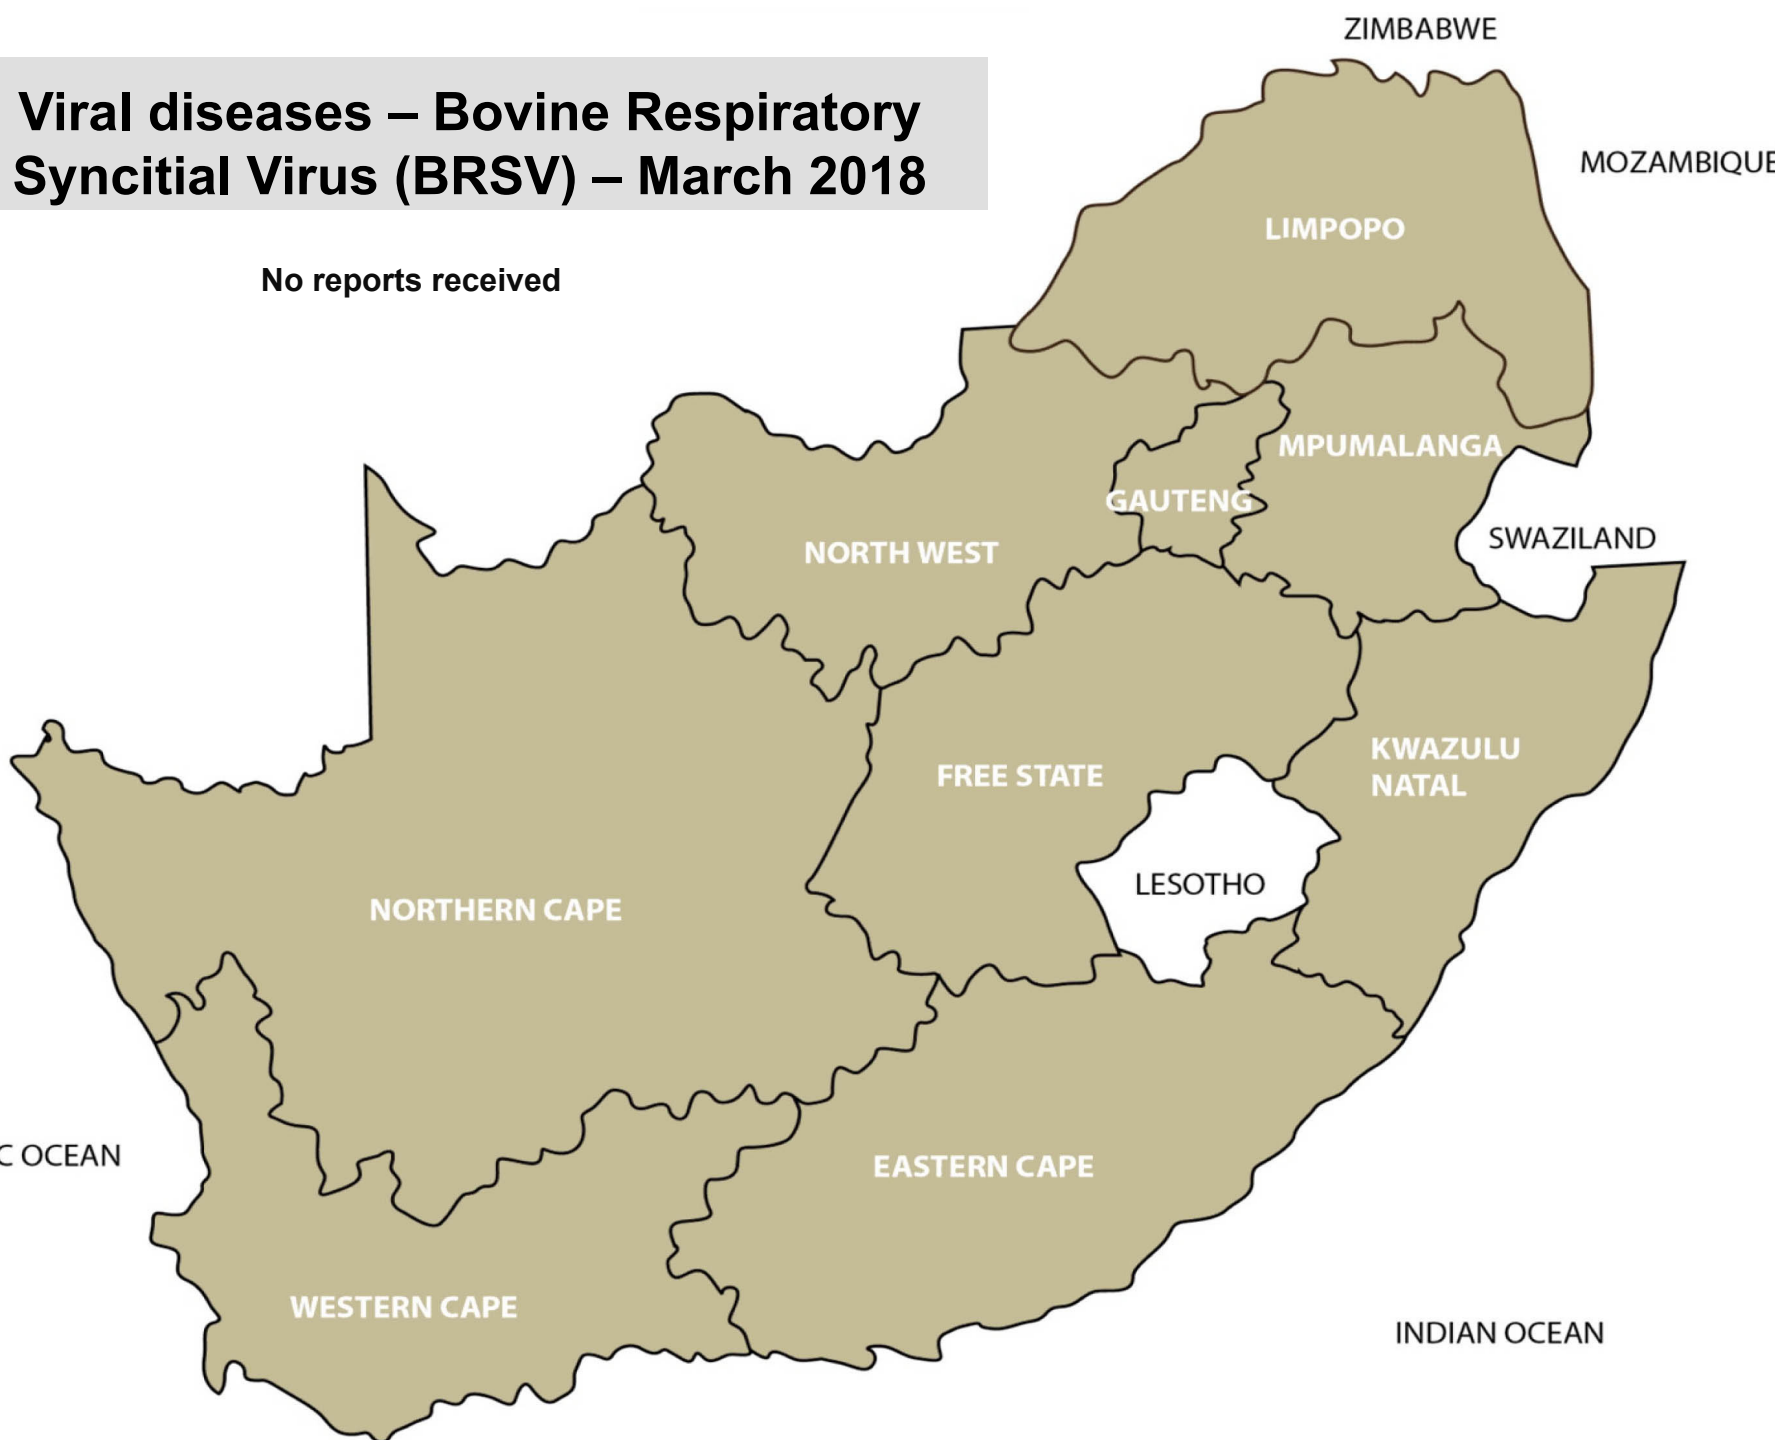 ZIMBABWE
Viral diseases – Bovine Respiratory
Syncitial Virus (BRSV) – March 2018
MOZAMBIQUE
LIMPOPO
No reports received
MPUMALANGA
GAUTENG
SWAZILAND
NORTH WEST
KWAZULU
NATAL
FREE STATE
LESOTHO
NORTHERN CAPE
C OCEAN
EASTERN CAPE
WESTERN CAPE
INDIAN OCEAN